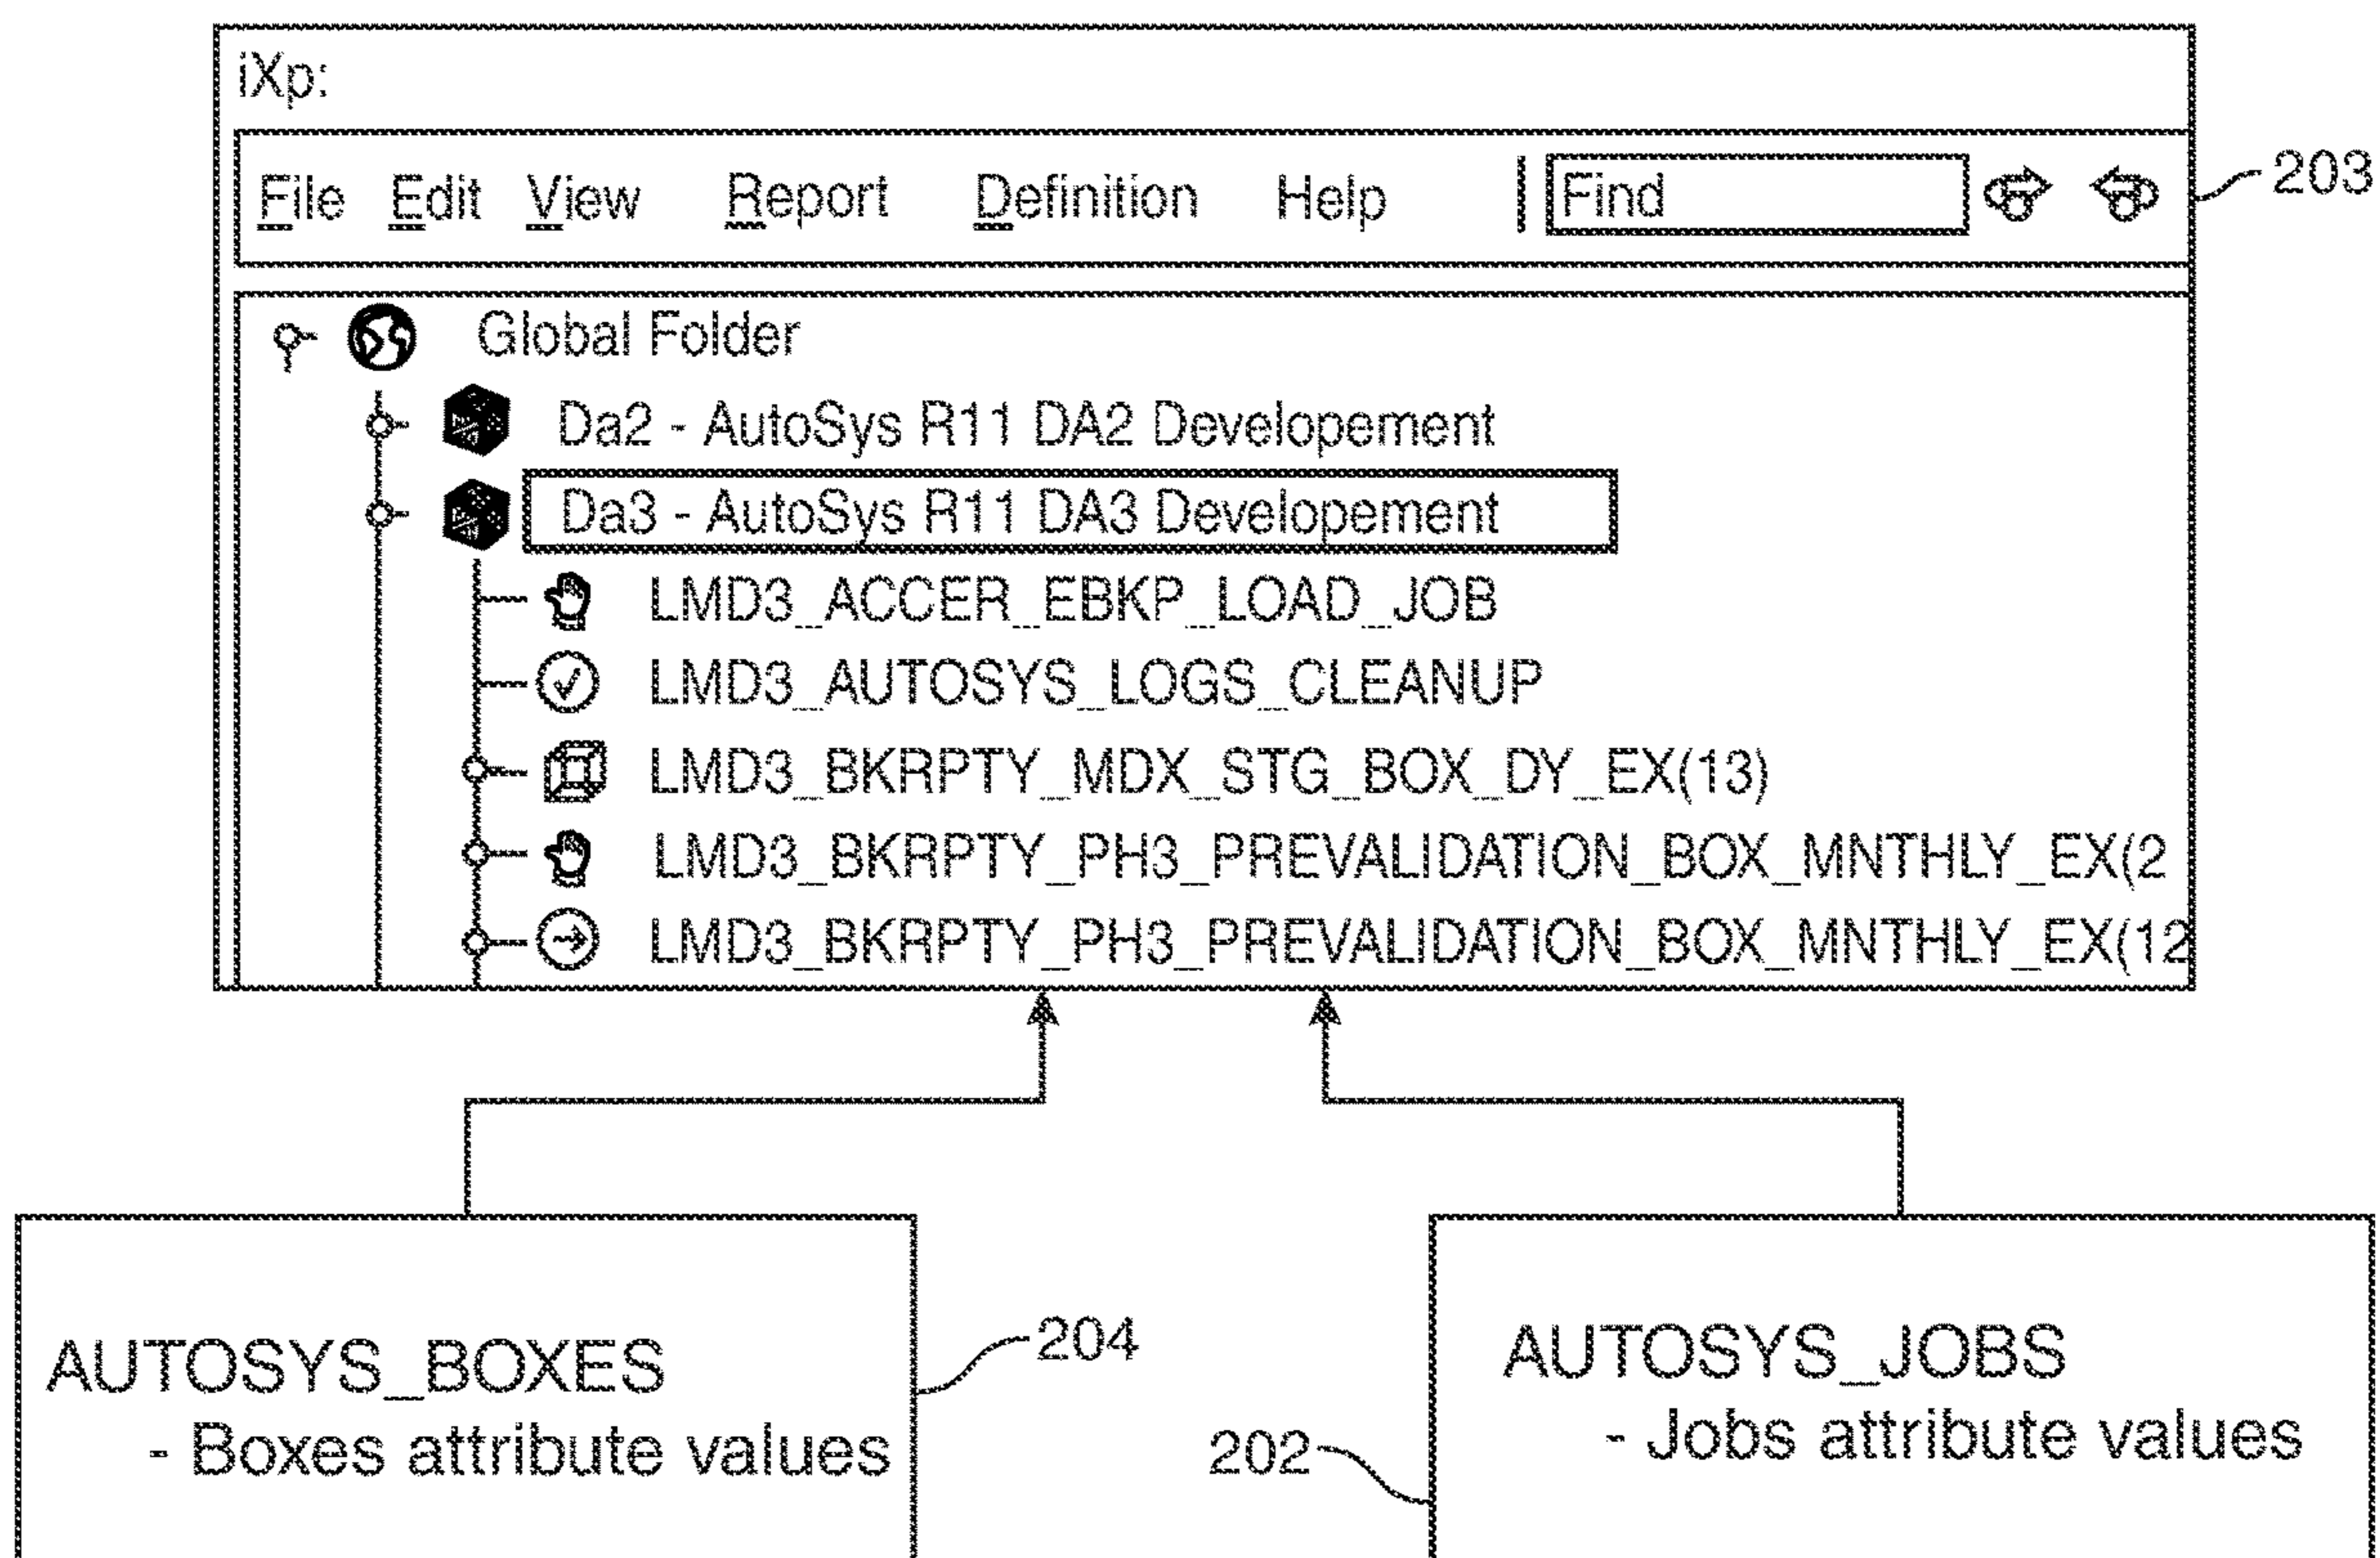 iXp:
File Edit View Report Definition Help Find
203
Global Folder
Da2 - AutoSys R11 DA2 Developement
Da3 - AutoSys R11 DA3 Developement
LMD3_ACCER_EBKP_LOAD_JOB
LMD3_AUTOSYS_LOGS_CLEANUP
LMD3_BKRPTY_MDX_STG_BOX_DY_EX(13)
LMD3_BKRPTY_PH3_PREVALIDATION_BOX_MNTHLY_EX(2
LMD3_BKRPTY_PH3_PREVALIDATION_BOX_MNTHLY_EX(12
AUTOSYS_BOXES
- Boxes attribute values
204
AUTOSYS_JOBS
- Jobs attribute values
202